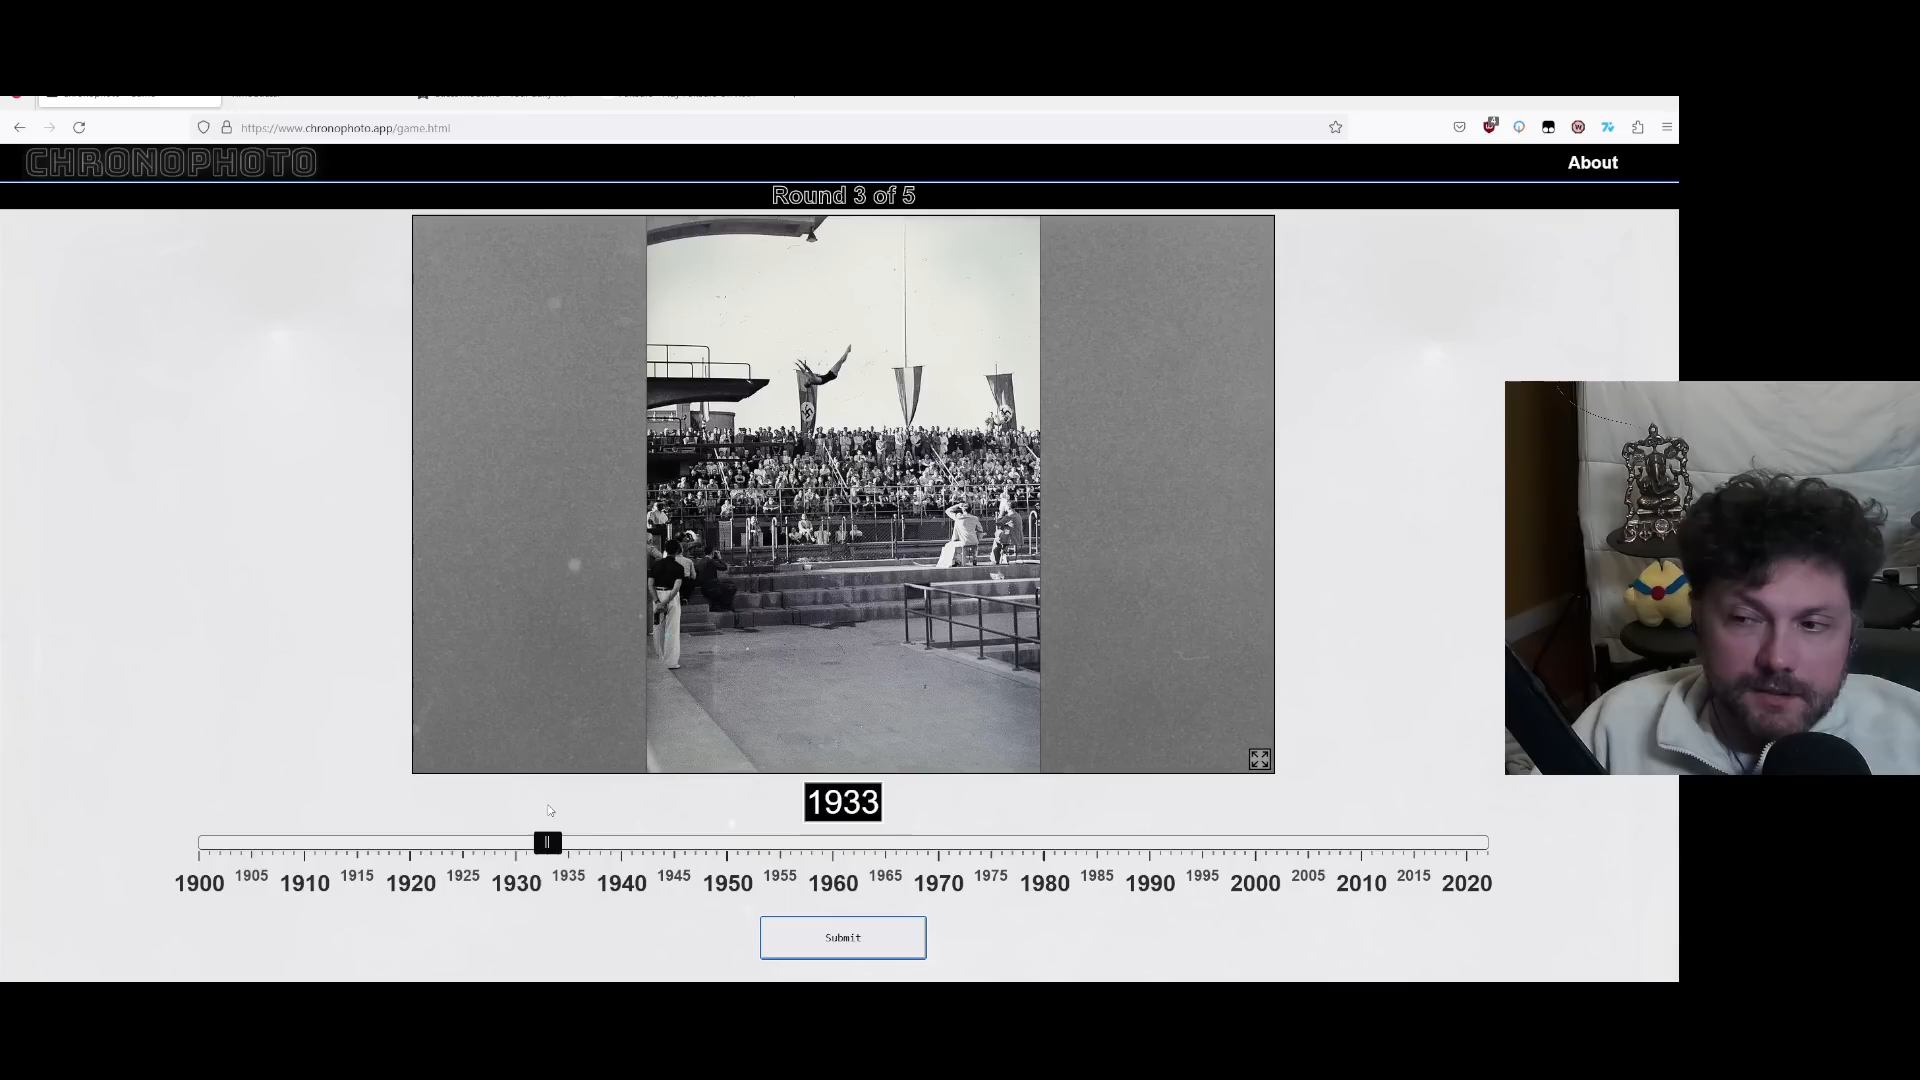 https://www.chronophoto.app/game.html
CHRONOPHOTO
About
Round 3 of 5
1933
1900 1905 1910 1915 1920 1925 1930 1935 1940 1945 1950 1955 1960 1965 1970 1975 1980 1985 1990 1995 2000 2005 2010 2015 2020
Submit